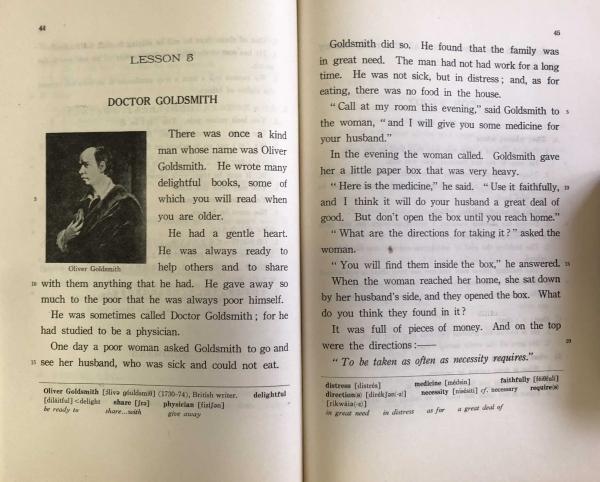 44
LESSON 8
DOCTOR GOLDSMITH
There was once a kind
man whose name was Oliver
Goldsmith. He wrote many
delightful books, some of
5 which you will read when
you are older.
He had a gentle heart.
He was always ready to
Oliver Goldsmith
help others and to share
10 with them anything that he had. He gave away so
much to the poor that he was always poor himself.
He was sometimes called Doctor Goldsmith ; for he
had studied to be a physician.
One day a poor woman asked Goldsmith to go and
15 see her husband, who was sick and could not eat.
Oliver Goldsmith (1730-74), British writer. delightful
[diláitful] < delight share [ʃɛə] physician [fizíʃən]
be ready to share...with give away
45
Goldsmith did so. He found that the family was
in great need. The man had not had work for a long
time. He was not sick, but in distress ; and, as for
eating, there was no food in the house.
“ Call at my room this evening,” said Goldsmith to 5
the woman, “ and I will give you some medicine for
your husband.”
In the evening the woman called. Goldsmith gave
her a little paper box that was very heavy.
“ Here is the medicine,” he said. “ Use it faithfully, 10
and I think it will do your husband a great deal of
good. But don't open the box until you reach home.”
“ What are the directions for taking it ? ” asked the
woman.
“ You will find them inside the box,” he answered. 15
When the woman reached her home, she sat down
by her husband's side, and they opened the box. What
do you think they found in it ?
It was full of pieces of money. And on the top
were the directions :— 20
“ To be taken as often as necessity requires.”
distress [distrés] medicine [médsin] faithfully
direction(s) necessity [nisésiti] cf. necessary require(s)
[rikwáiə(-z)]
in great need in distress as for a great deal of